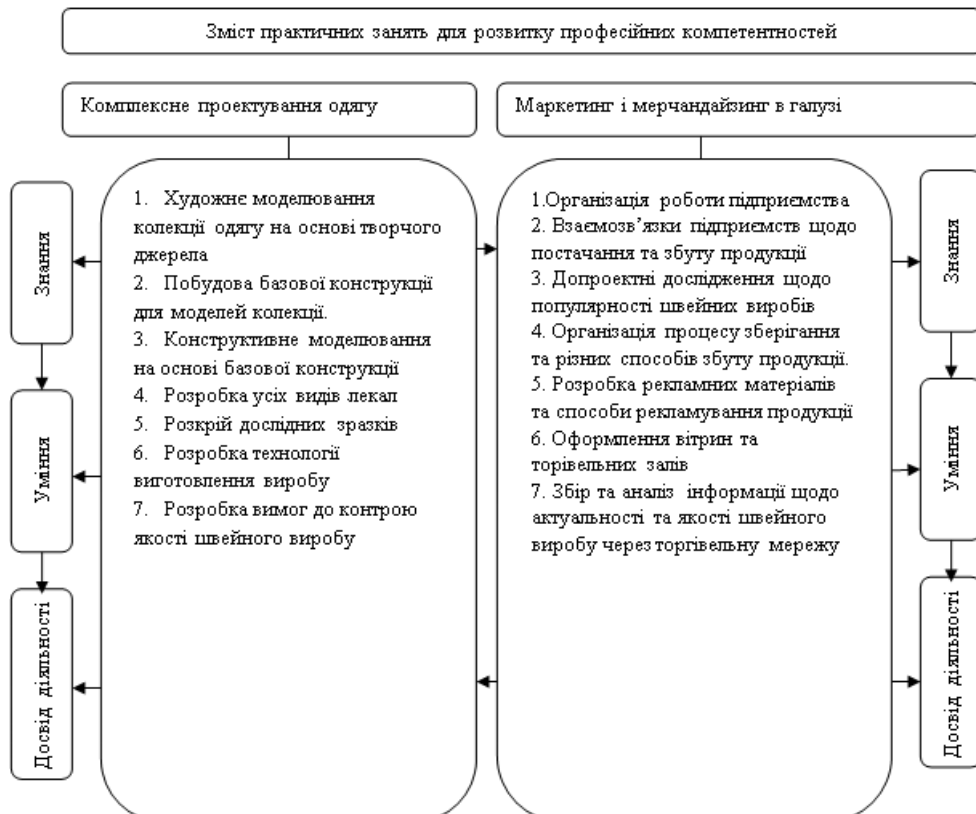 Зміст практичних занять для розвитку професійних компетентностей
Комплексне проектування одягу
Маркетинг і мерчандайзинг в галузі
Знання
Уміння
Досвід діяльності
1. Художнє моделювання
колекції одягу на основі творчого
джерела
2. Побудова базової конструкції
для моделей колекції.
3. Конструктивне моделювання
на основі базової конструкції
4. Розробка усіх видів лекал
5. Розкрій дослідних зразків
6. Розробка технології
виготовлення виробу
7. Розробка вимог до контрою
якості швейного виробу
1.Організація роботи підприємства
2. Взаємозв’язки підприємств щодо
постачання та збуту продукції
3. Допроектні дослідження щодо
популярності швейних виробів
4. Організація процесу зберігання
та різних способів збуту продукції.
5. Розробка рекламних матеріалів
та способи рекламування продукції
6. Оформлення вітрин та
торівельних залів
7. Збір та аналіз інформації щодо
актуальності та якості швейного
виробу через торгівельну мережу
Знання
Уміння
Досвід діяльності